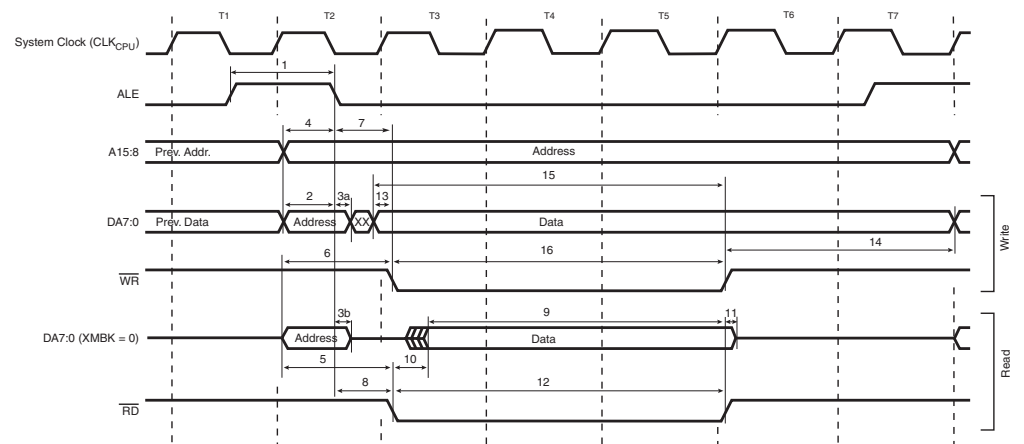 T1 T2 T3 T4 T5 T6 T7
System Clock (CLKCPU)
1
ALE
4 7
A15:8 Prev. Addr. Address
15
2 3a 13
DA7:0 Prev. Data Address XX Data
14
6 16
WR
Write
3b 9 11
DA7:0 (XMBK = 0) Address Data
5 10
8 12
RD
Read